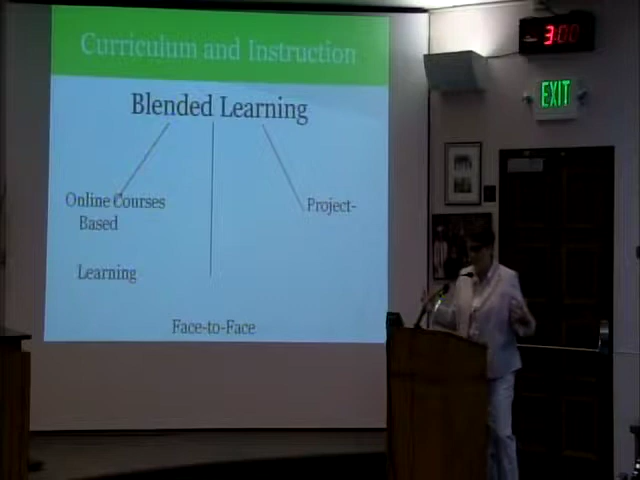 Curriculum and Instruction
Blended Learning
Online Courses
Project-
Based
Learning
Face-to-Face
3:00
EXIT